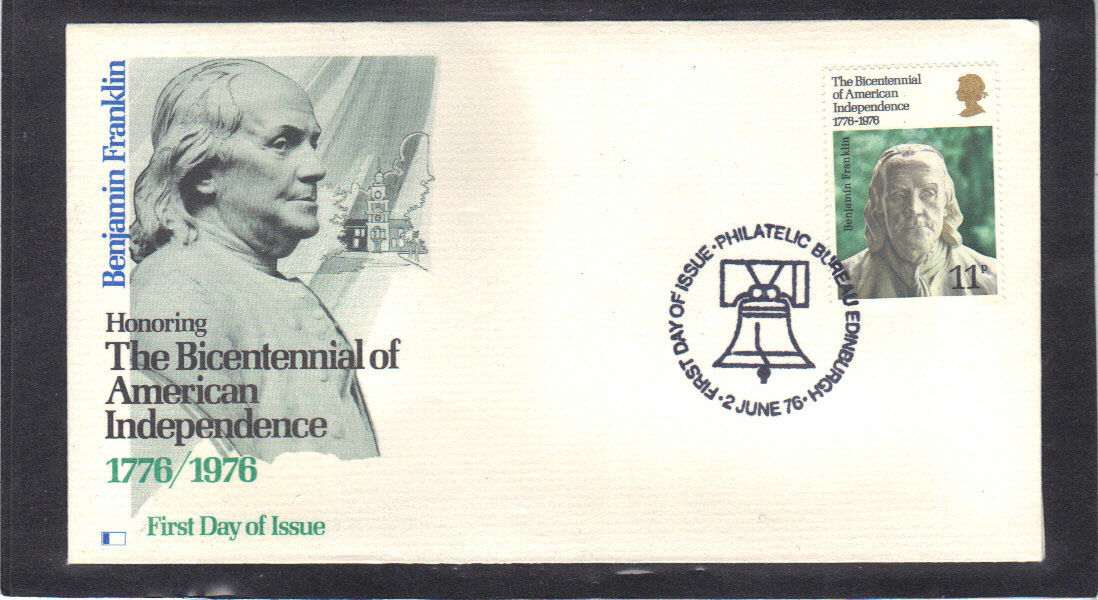 Benjamin Franklin
Honoring
The Bicentennial of
American
Independence
1776/1976
First Day of Issue
The Bicentennial
of American
Independence
1776-1976
Benjamin Franklin
11P
FIRST DAY OF ISSUE · PHILATELIC BUREAU EDINBURGH ·
2 JUNE 76